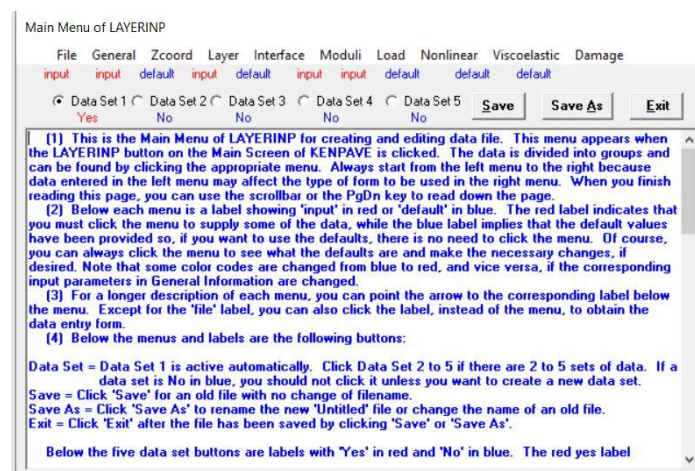 Main Menu of LAYERINP
File General Zcoord Layer Interface Moduli Load Nonlinear Viscoelastic Damage
input input default input default input input default default default
Data Set 1 Data Set 2 Data Set 3 Data Set 4 Data Set 5 Save Save As Exit
Yes No No No No
(1) This is the Main Menu of LAYERINP for creating and editing data file. This menu appears when
the LAYERINP button on the Main Screen of KENPAVE is clicked. The data is divided into groups and
can be found by clicking the appropriate menu. Always start from the left menu to the right because
data entered in the left menu may affect the type of form to be used in the right menu. When you finish
reading this page, you can use the scrollbar or the PgDn key to read down the page.
(2) Below each menu is a label showing 'input' in red or 'default' in blue. The red label indicates that
you must click the menu to supply some of the data, while the blue label implies that the default values
have been provided so, if you want to use the defaults, there is no need to click the menu. Of course,
you can always click the menu to see what the defaults are and make the necessary changes, if
desired. Note that some color codes are changed from blue to red, and vice versa, if the corresponding
input parameters in General Information are changed.
(3) For a longer description of each menu, you can point the arrow to the corresponding label below
the menu. Except for the 'file' label, you can also click the label, instead of the menu, to obtain the
data entry form.
(4) Below the menus and labels are the following buttons:
Data Set = Data Set 1 is active automatically. Click Data Set 2 to 5 if there are 2 to 5 sets of data. If a
data set is No in blue, you should not click it unless you want to create a new data set.
Save = Click 'Save' for an old file with no change of filename.
Save As = Click 'Save As' to rename the new 'Untitled' file or change the name of an old file.
Exit = Click 'Exit' after the file has been saved by clicking 'Save' or 'Save As'.
Below the five data set buttons are labels with 'Yes' in red and 'No' in blue. The red yes label